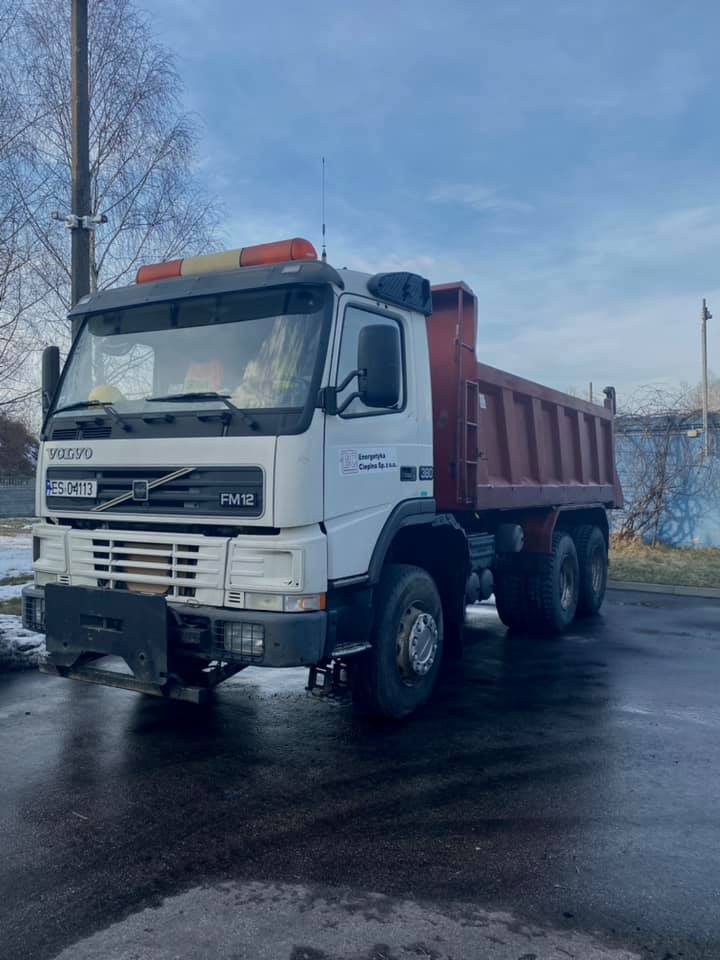 VOLVO
ES 04113
FM12
Energetyka
Cieplna Sp. z o.o.
380